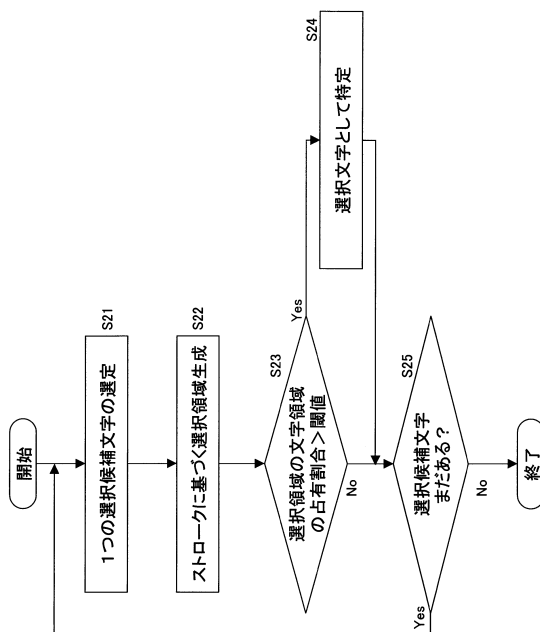 開始
S21
1つの選択候補文字の選定
S22
ストロークに基づく選択領域生成
S23
選択領域の文字領域
の占有割合>閾値
Yes
No
S24
選択文字として特定
S25
選択候補文字
まだある?
Yes
No
終了